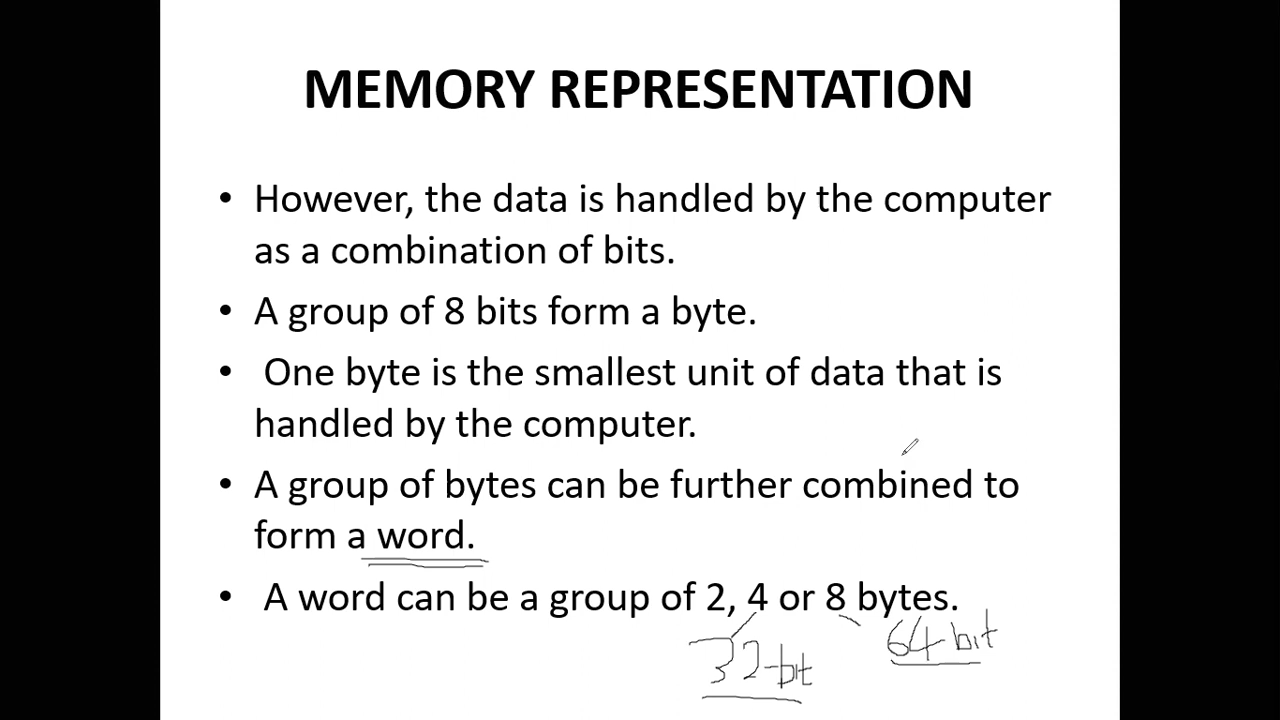 MEMORY REPRESENTATION
• However, the data is handled by the computer
as a combination of bits.
• A group of 8 bits form a byte.
• One byte is the smallest unit of data that is
handled by the computer.
• A group of bytes can be further combined to
form a word.
• A word can be a group of 2, 4 or 8 bytes.
32-bit 64-bit